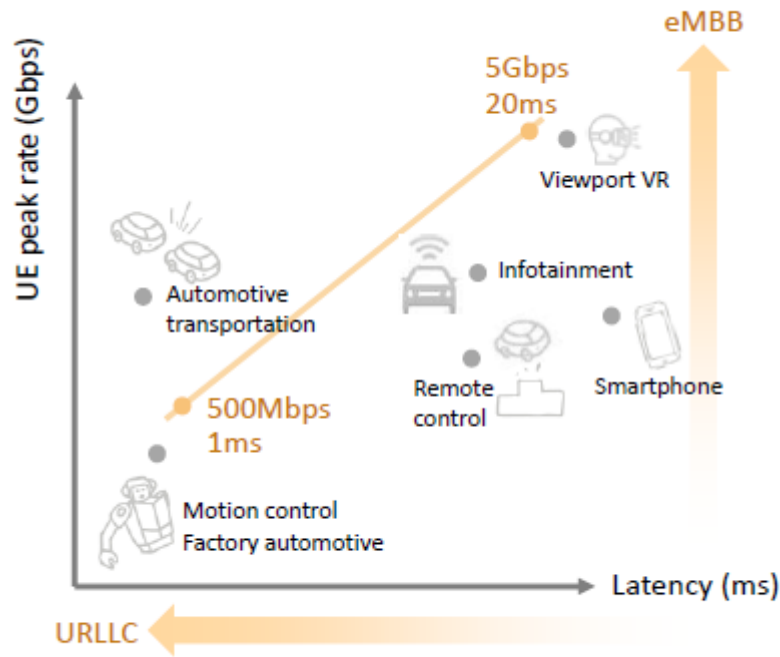 eMBB
UE peak rate (Gbps)
5Gbps
20ms
Viewport VR
Automotive
transportation
Infotainment
Remote
control
Smartphone
500Mbps
1ms
Motion control
Factory automotive
Latency (ms)
URLLC